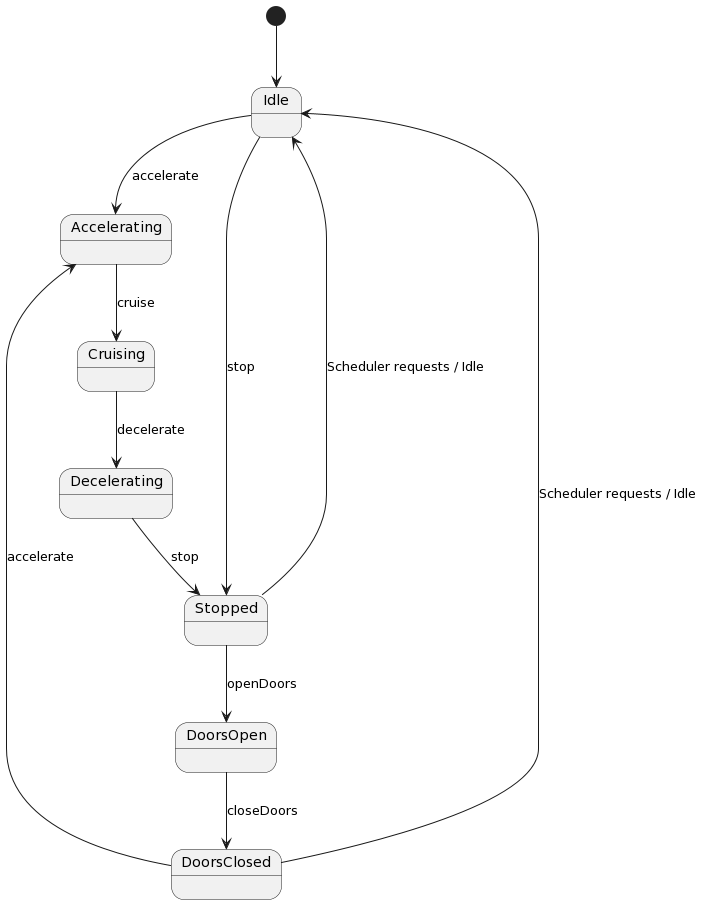 Idle
accelerate
Accelerating
cruise
Cruising
stop
Scheduler requests / Idle
decelerate
Decelerating
Scheduler requests / Idle
accelerate
stop
Stopped
openDoors
DoorsOpen
closeDoors
DoorsClosed